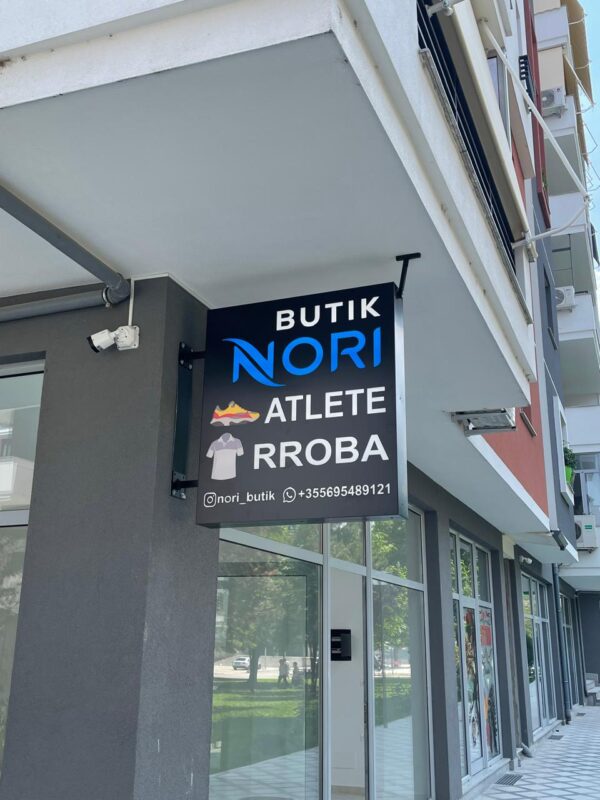 BUTIK
NORI
ATLETE
RROBA
nori_butik +355695489121